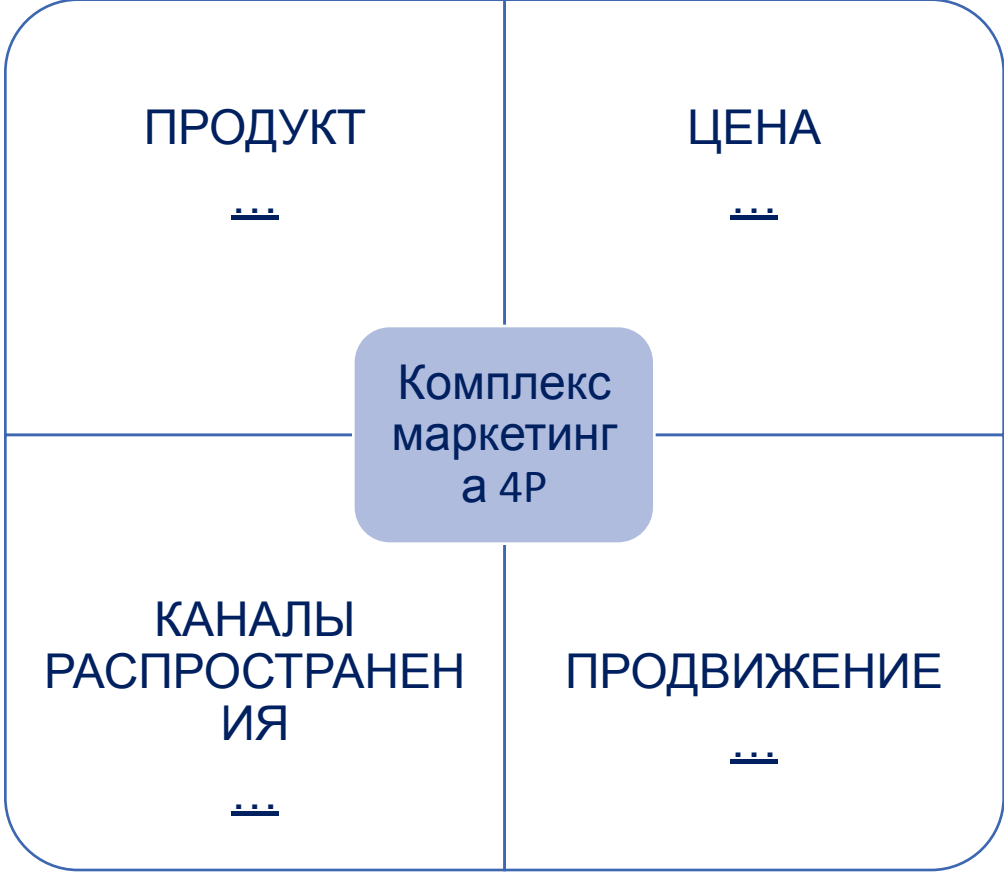 ПРОДУКТ
...
ЦЕНА
...
Комплекс
маркетинг
а 4P
КАНАЛЫ
РАСПРОСТРАНЕН
ИЯ
...
ПРОДВИЖЕНИЕ
...